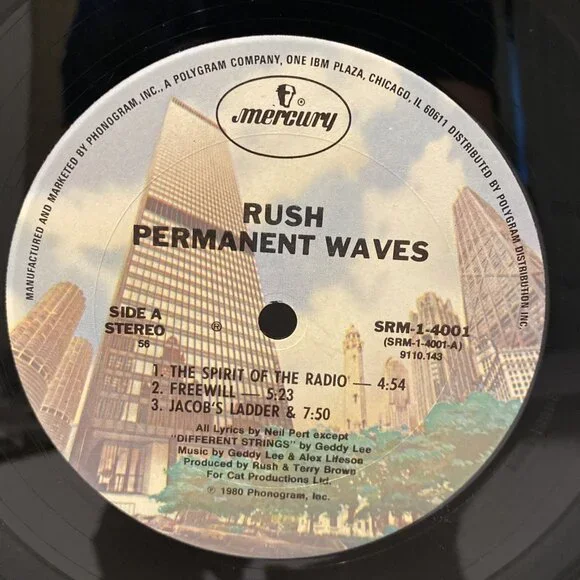 MANUFACTURED AND MARKETED BY PHONOGRAM, INC., A POLYGRAM COMPANY, ONE IBM PLAZA, CHICAGO, IL 60611 DISTRIBUTED BY POLYGRAM DISTRIBUTION INC.
mercury ®
RUSH
PERMANENT WAVES
SIDE A
STEREO
56
℗
SRM-1-4001
(SRM-1-4001-A)
9110.143
1. THE SPIRIT OF THE RADIO — 4:54
2. FREEWILL — 5:23
3. JACOB'S LADDER & 7:50
All Lyrics by Neil Pert except
"DIFFERENT STRINGS" by Geddy Lee
Music by Geddy Lee & Alex Lifeson
Produced by Rush & Terry Brown
For Cat Productions Ltd.
℗ 1980 Phonogram, Inc.